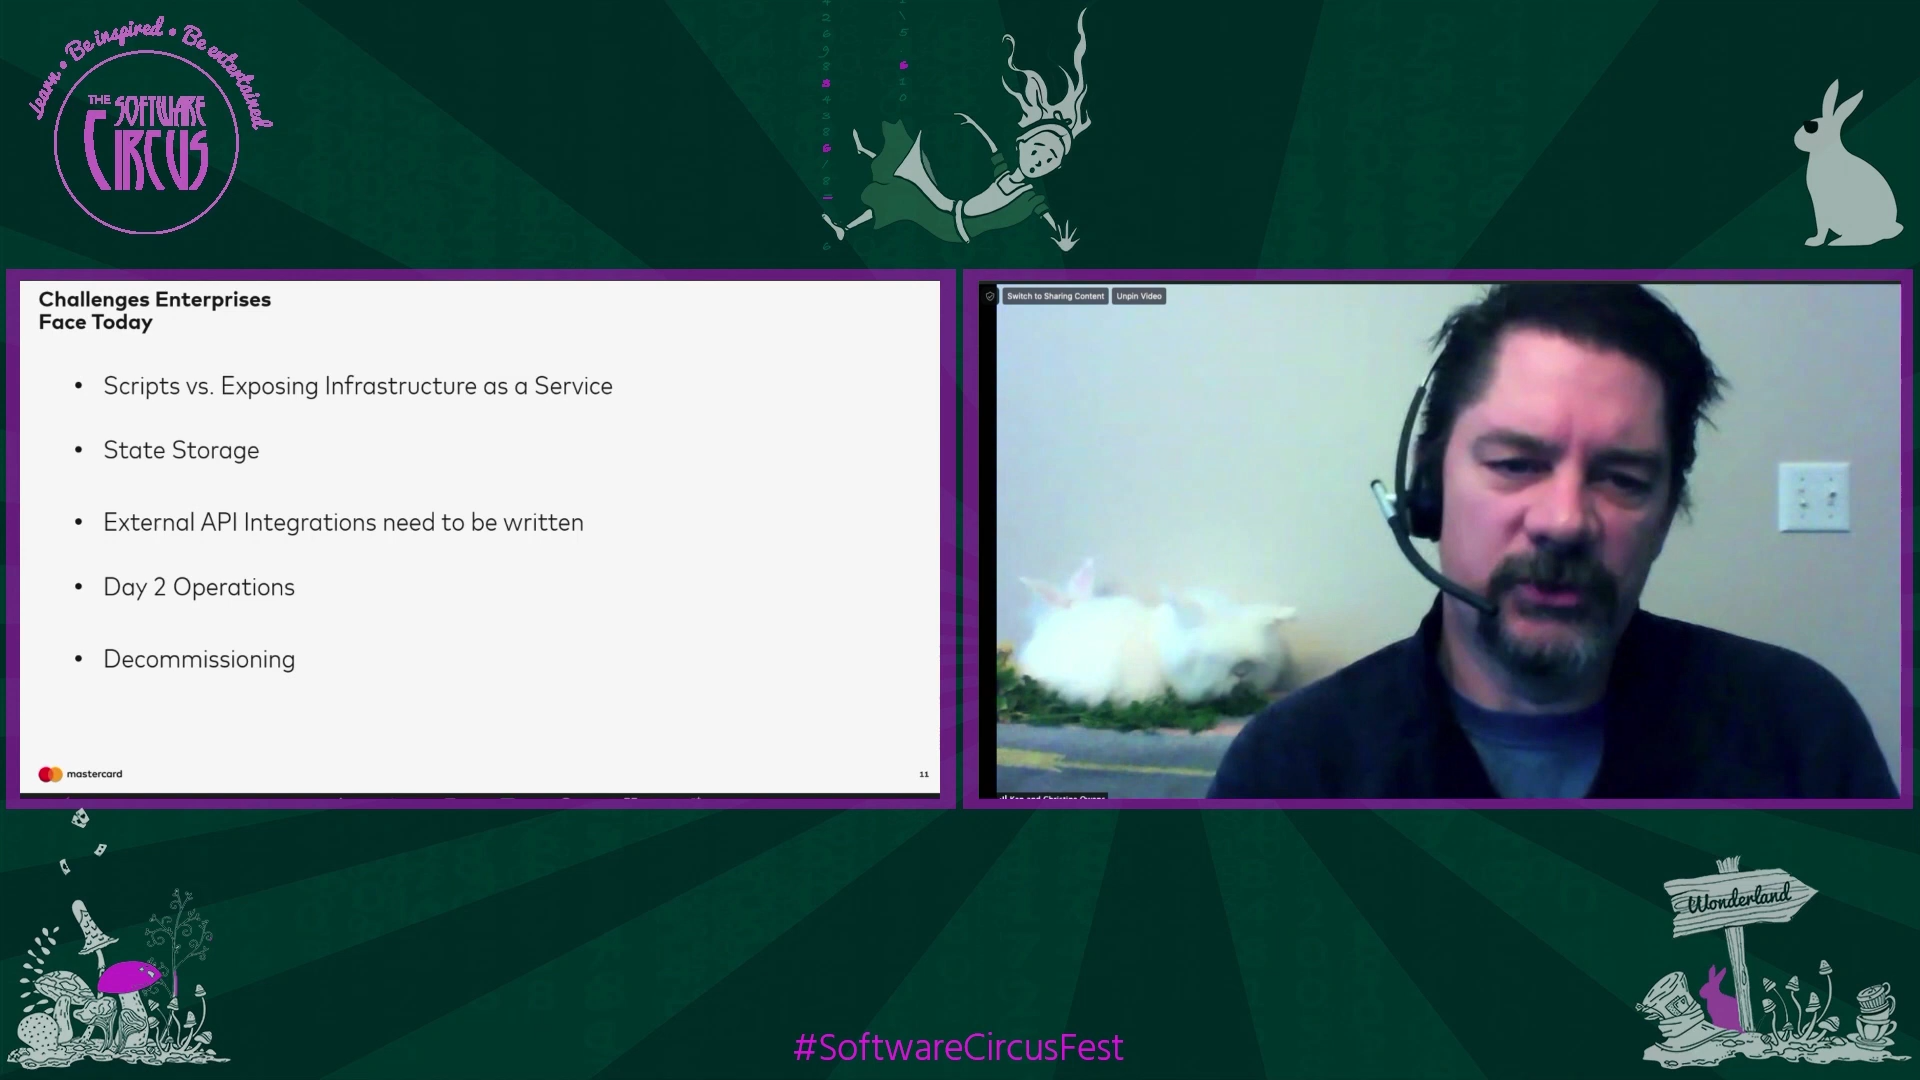 Learn • Be inspired • Be entertained
THE SOFTWARE
CIRCUS
Challenges Enterprises
Face Today
• Scripts vs. Exposing Infrastructure as a Service
• State Storage
• External API Integrations need to be written
• Day 2 Operations
• Decommissioning
mastercard
11
Switch to Sharing Content
Unpin Video
Wonderland
#SoftwareCircusFest